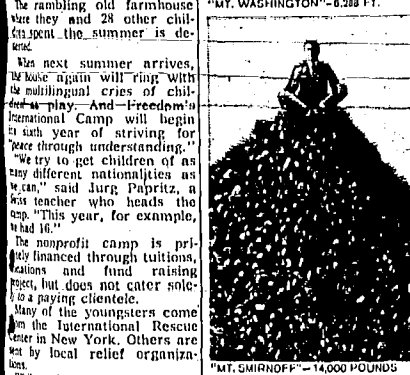 The rambling old farmhouse
where they and 28 other chil-
dren spent the summer is de-
serted.
When next summer arrives,
the house again will ring with
the multilingual cries of chil-
dren at play. And Freedom's
International Camp will begin
its sixth year of striving for
"peace through understanding."
"We try to get children of as
many different nationalities as
we can," said Jurg Papritz, a
Swiss teacher who heads the
camp. "This year, for example,
we had 16."
The nonprofit camp is pri-
vately financed through tuitions,
donations and fund raising
project, but does not cater sole-
ly to a paying clientele.
Many of the youngsters come
from the International Rescue
Center in New York. Others are
sent by local relief organiza-
tions.
"MT. WASHINGTON"—6,288 FT.
"MT. SMIRNOFF"—14,000 POUNDS